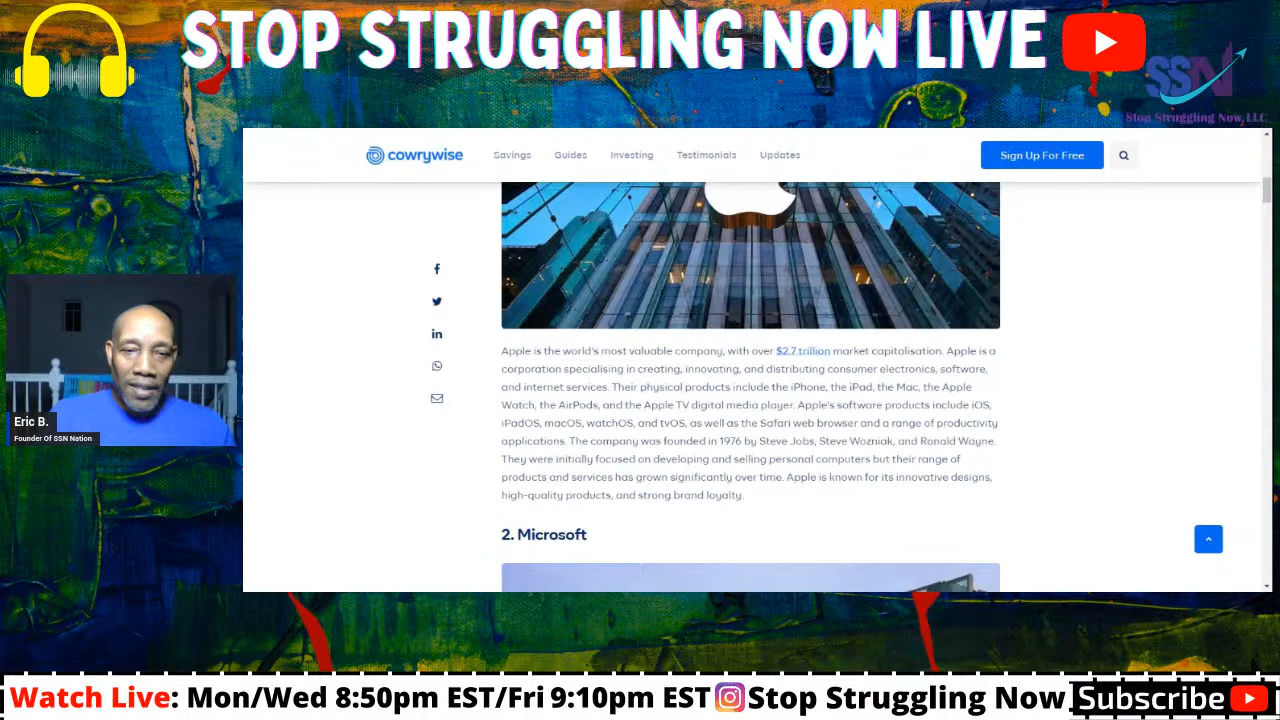 STOP STRUGGLING NOW LIVE
SSN
Stop Struggling Now, LLC
cowrywise Savings Guides Investing Testimonials Updates Sign Up For Free
Apple is the world's most valuable company, with over $2.7 trillion market capitalisation. Apple is a
corporation specialising in creating, innovating, and distributing consumer electronics, software,
and internet services. Their physical products include the iPhone, the iPad, the Mac, the Apple
Watch, the AirPods, and the Apple TV digital media player. Apple's software products include iOS,
iPadOS, macOS, watchOS, and tvOS, as well as the Safari web browser and a range of productivity
applications. The company was founded in 1976 by Steve Jobs, Steve Wozniak, and Ronald Wayne.
They were initially focused on developing and selling personal computers but their range of
products and services has grown significantly over time. Apple is known for its innovative designs,
high-quality products, and strong brand loyalty.
2. Microsoft
Eric B.
Founder Of SSN Nation
Watch Live: Mon/Wed 8:50pm EST/Fri 9:10pm EST Stop Struggling Now. Subscribe